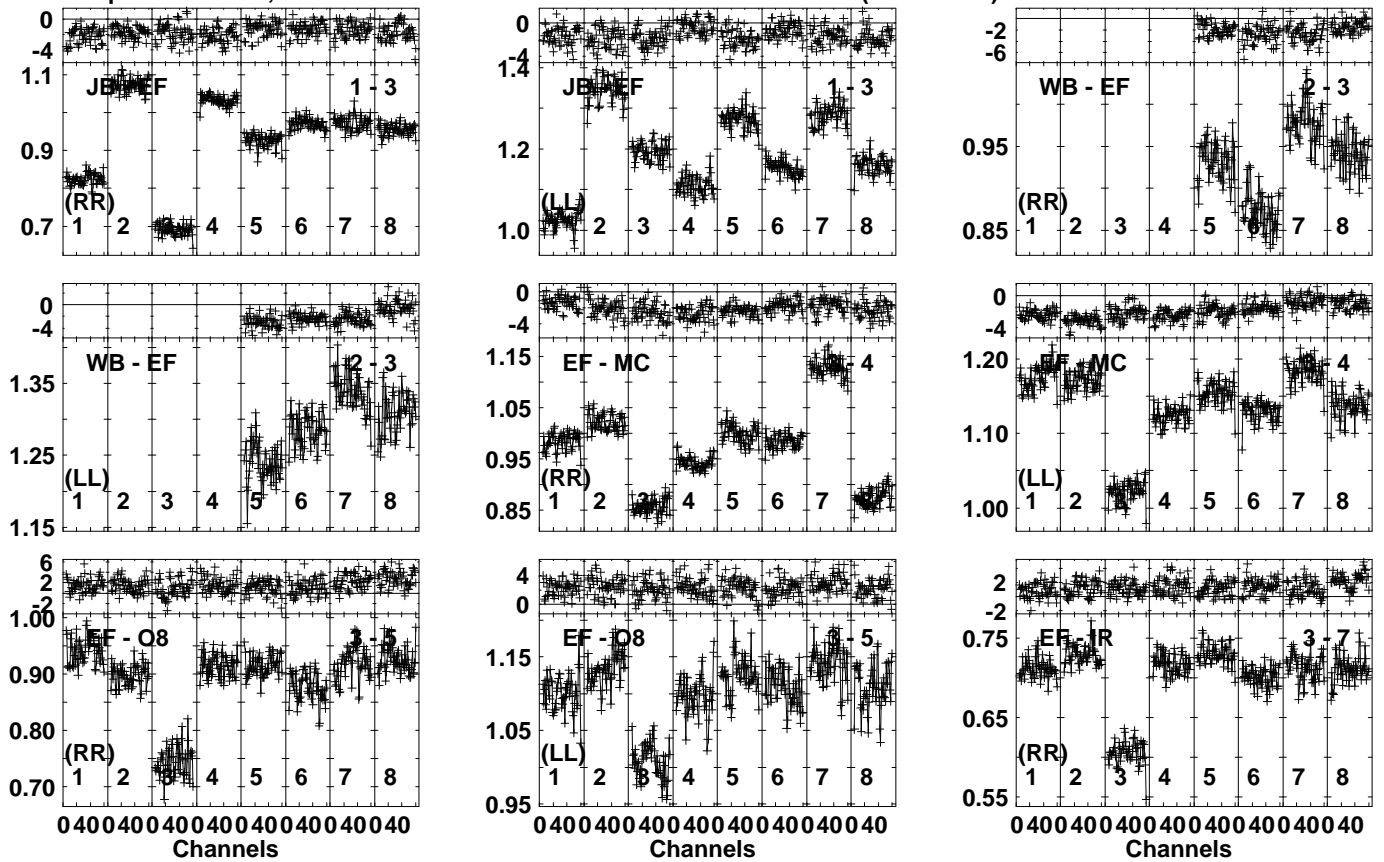 0
-4
JB - EF 1 - 3
1.1
0.9
0.7
(RR)
1 2 3 4 5 6 7 8
0
-4
JB - EF 1 - 3
1.4
1.2
1.0
(LL)
1 2 3 4 5 6 7 8
-2
-6
WB - EF 2 - 3
0.95
0.85
(RR)
1 2 3 4 5 6 7 8
0
-4
WB - EF 2 - 3
1.35
1.25
1.15
(LL)
1 2 3 4 5 6 7 8
0
-4
EF - MC 3 - 4
1.15
1.05
0.95
0.85
(RR)
1 2 3 4 5 6 7 8
0
-4
EF - MC 3 - 4
1.20
1.10
1.00
(LL)
1 2 3 4 5 6 7 8
6
2
-2
EF - O8 3 - 5
1.00
0.90
0.80
0.70
(RR)
1 2 3 4 5 6 7 8
0 40 0 40 0 40 0 40 0 40 0 40 0 40 0 40
Channels
4
0
EF - O8 3 - 5
1.15
1.05
0.95
(LL)
1 2 3 4 5 6 7 8
0 40 0 40 0 40 0 40 0 40 0 40 0 40 0 40
Channels
2
-2
EF - IR 3 - 7
0.75
0.65
0.55
(RR)
1 2 3 4 5 6 7 8
0 40 0 40 0 40 0 40 0 40 0 40 0 40 0 40
Channels